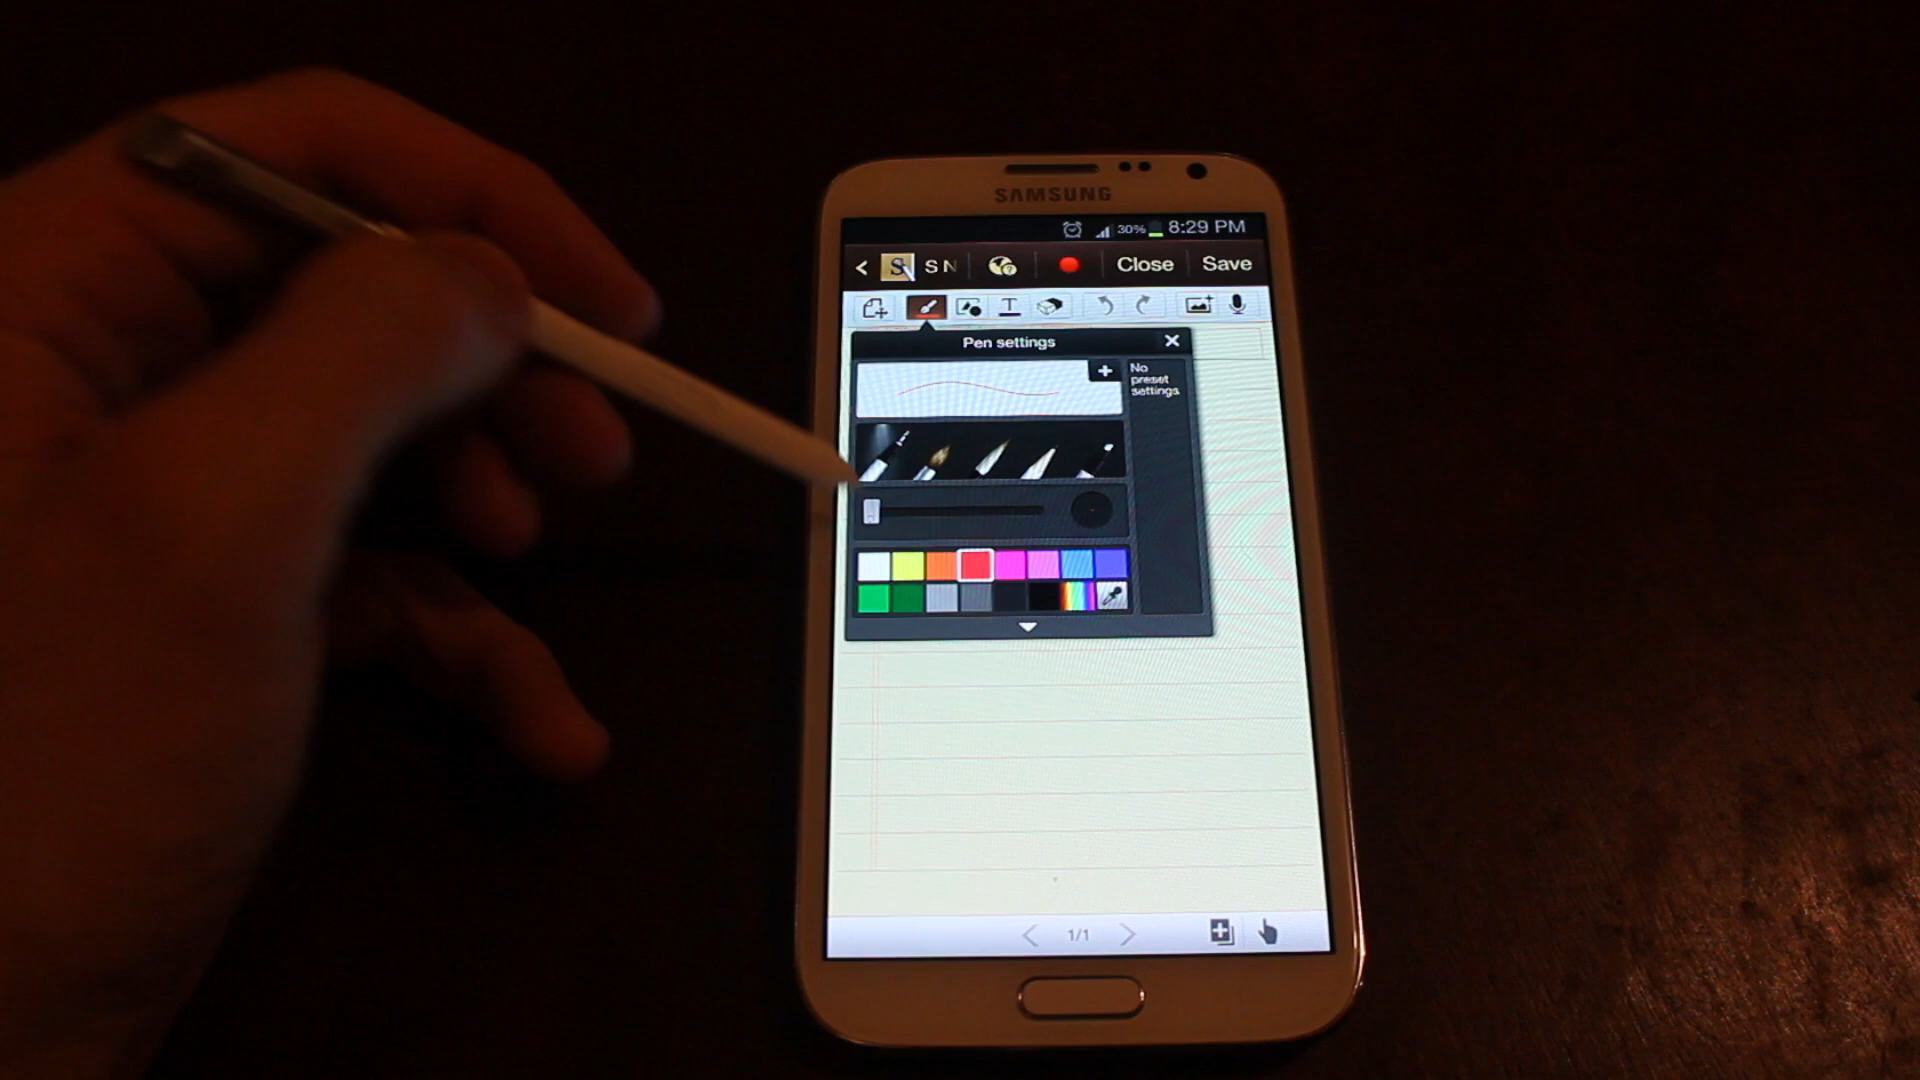 SAMSUNG
30% 8:29 PM
S N Close Save
T
Pen settings
No
preset
settings
1/1